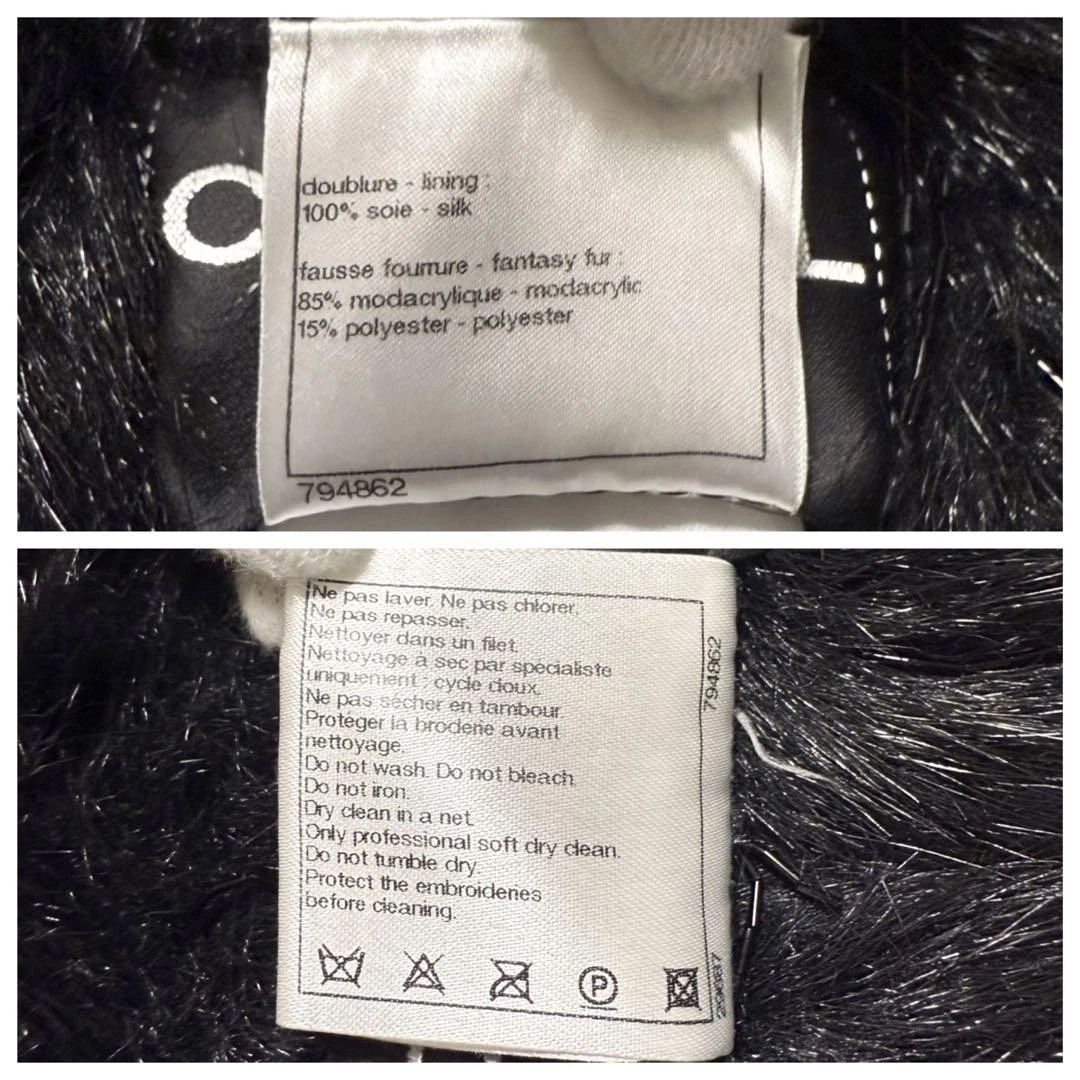 doublure - lining :
100% soie - silk
fausse fourrure - fantasy fur :
85% modacrylique - modacrylic
15% polyester - polyester
794862
Ne pas laver. Ne pas chlorer.
Ne pas repasser.
Nettoyer dans un filet.
Nettoyage à sec par spécialiste
uniquement : cycle doux.
Ne pas sécher en tambour.
Protéger la broderie avant
nettoyage.
Do not wash. Do not bleach.
Do not iron.
Dry clean in a net.
Only professional soft dry clean.
Do not tumble dry.
Protect the embroideries
before cleaning.
P
794862